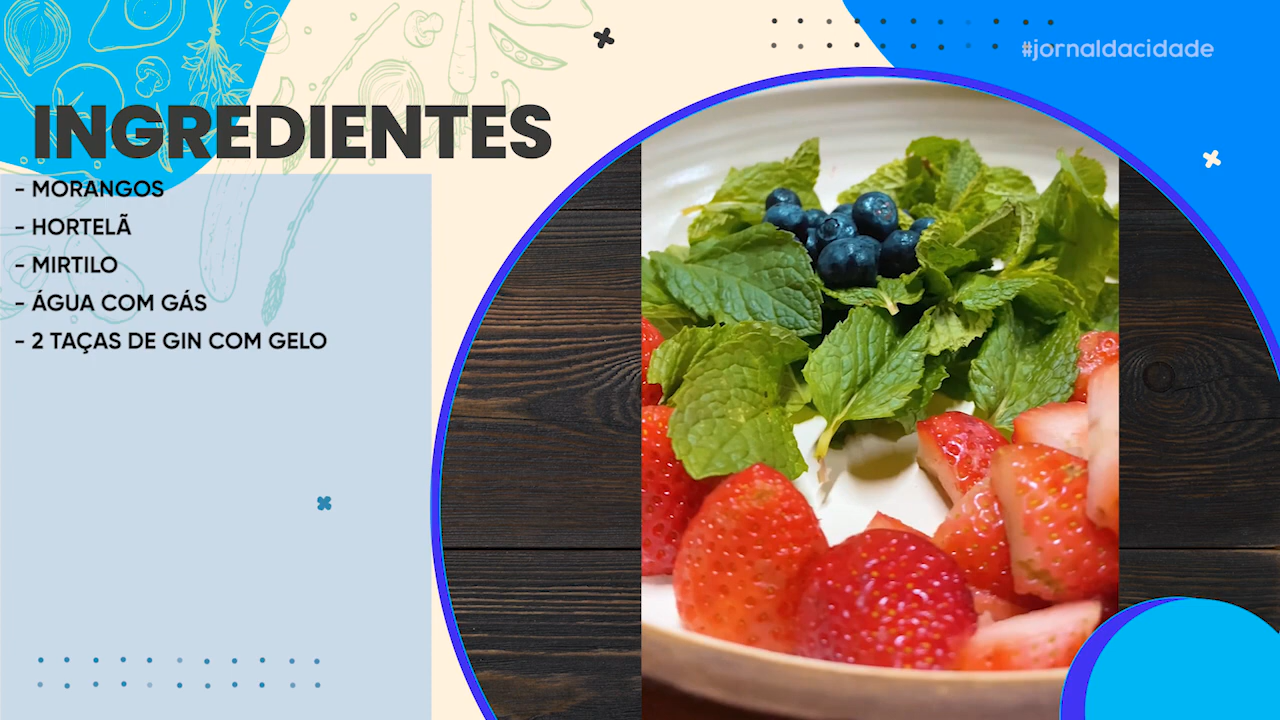 #jornaldacidade
INGREDIENTES
- MORANGOS
- HORTELÃ
- MIRTILO
- ÁGUA COM GÁS
- 2 TAÇAS DE GIN COM GELO